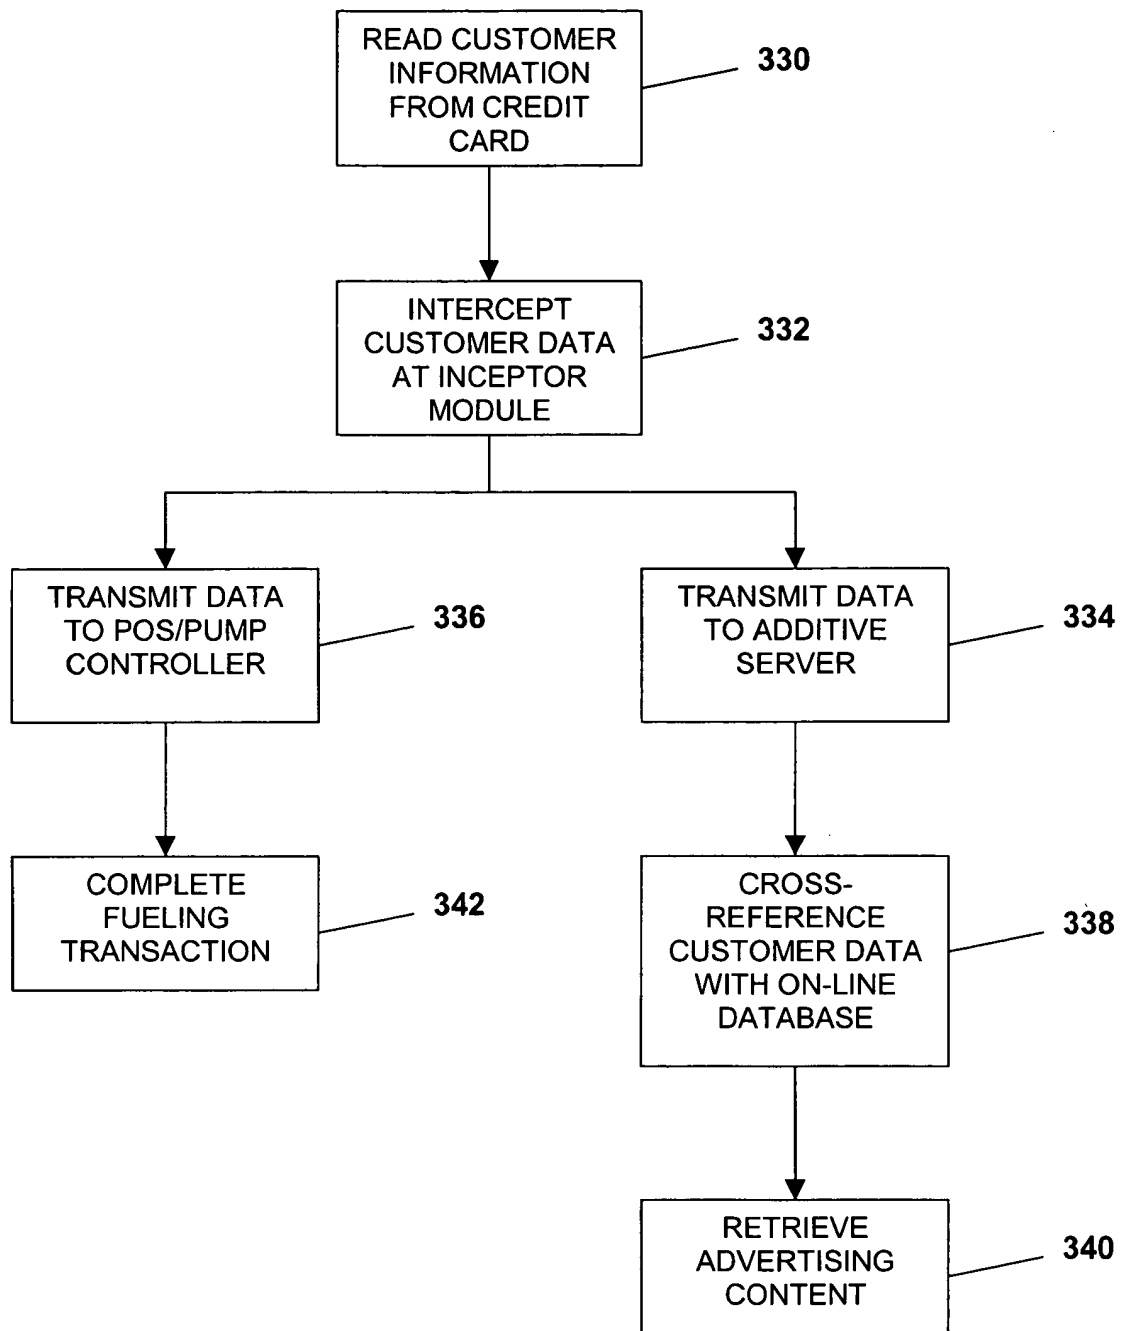 READ CUSTOMER
INFORMATION
FROM CREDIT
CARD
330
INTERCEPT
CUSTOMER DATA
AT INCEPTOR
MODULE
332
TRANSMIT DATA
TO POS/PUMP
CONTROLLER
336
TRANSMIT DATA
TO ADDITIVE
SERVER
334
COMPLETE
FUELING
TRANSACTION
342
CROSS-
REFERENCE
CUSTOMER DATA
WITH ON-LINE
DATABASE
338
RETRIEVE
ADVERTISING
CONTENT
340